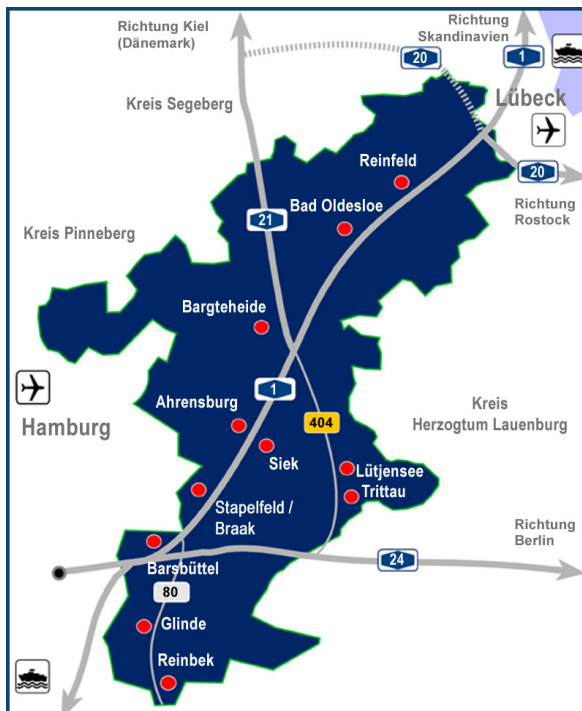 Richtung Kiel
(Dänemark)
Richtung
Skandinavien
20
1
Lübeck
Kreis Segeberg
Reinfeld
20
Bad Oldesloe
Richtung
Rostock
21
Kreis Pinneberg
Bargteheide
1
Ahrensburg
Kreis
Herzogtum Lauenburg
Hamburg
404
Siek
Lütjensee
Trittau
Stapelfeld /
Braak
Richtung
Berlin
Barsbüttel
24
80
Glinde
Reinbek